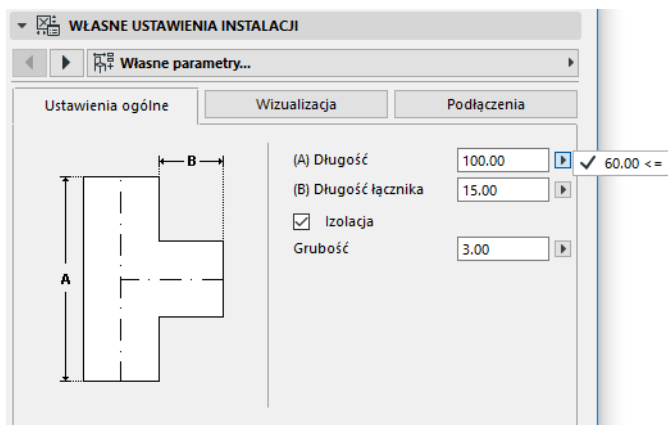 WŁASNE USTAWIENIA INSTALACJI
Własne parametry...
Ustawienia ogólne Wizualizacja Podłączenia
B
A
(A) Długość 100.00 60.00 <=
(B) Długość łącznika 15.00
Izolacja
Grubość 3.00